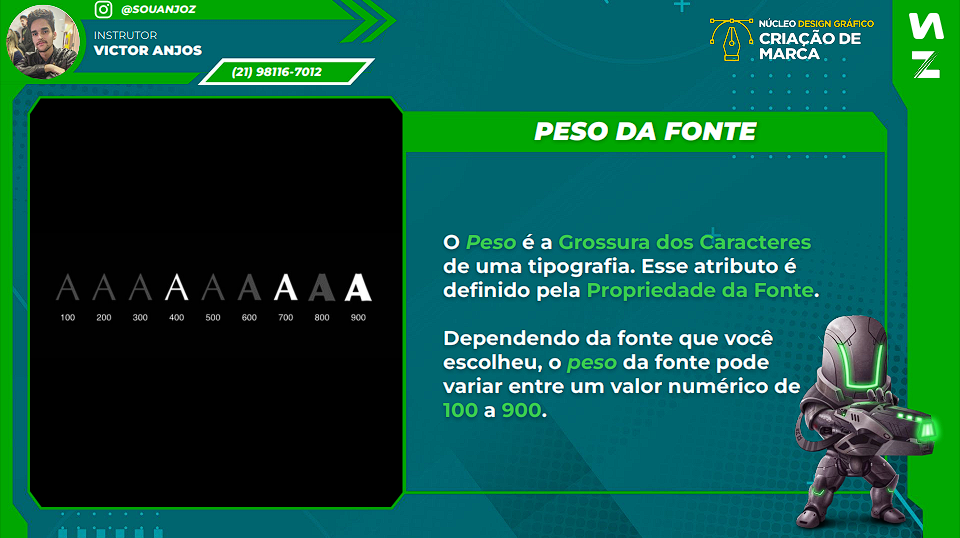 @SOUANJOZ
INSTRUTOR
VICTOR ANJOS
(21) 98116-7012
NÚCLEO DESIGN GRÁFICO
CRIAÇÃO DE
MARCA
PESO DA FONTE
A A A A A A A A A
100 200 300 400 500 600 700 800 900
O Peso é a Grossura dos Caracteres
de uma tipografia. Esse atributo é
definido pela Propriedade da Fonte.
Dependendo da fonte que você
escolheu, o peso da fonte pode
variar entre um valor numérico de
100 a 900.